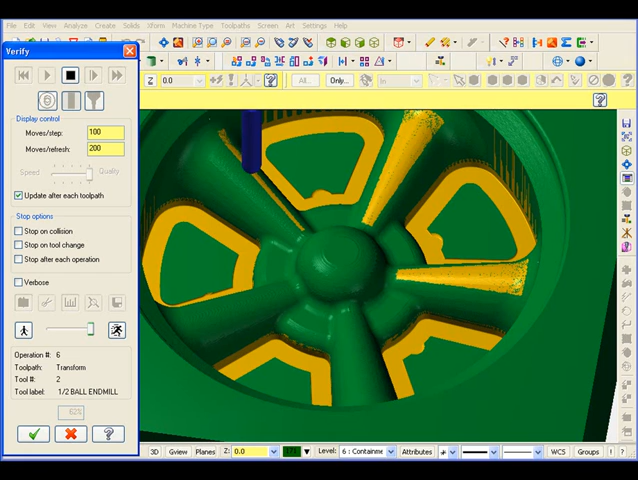 File Edit View Analyze Create Solids Xform Machine Type Toolpaths Screen Art Settings Help
Verify
Z 0.0 All... Only... In
Display control
Moves/step: 100
Moves/refresh: 200
Speed Quality
Update after each toolpath
Stop options
Stop on collision
Stop on tool change
Stop after each operation
Verbose
Operation #: 6
Toolpath: Transform
Tool #: 2
Tool label: 1/2 BALL ENDMILL
62%
3D Gview Planes Z: 0.0 Level: 6 : Containme Attributes WCS Groups ! ?